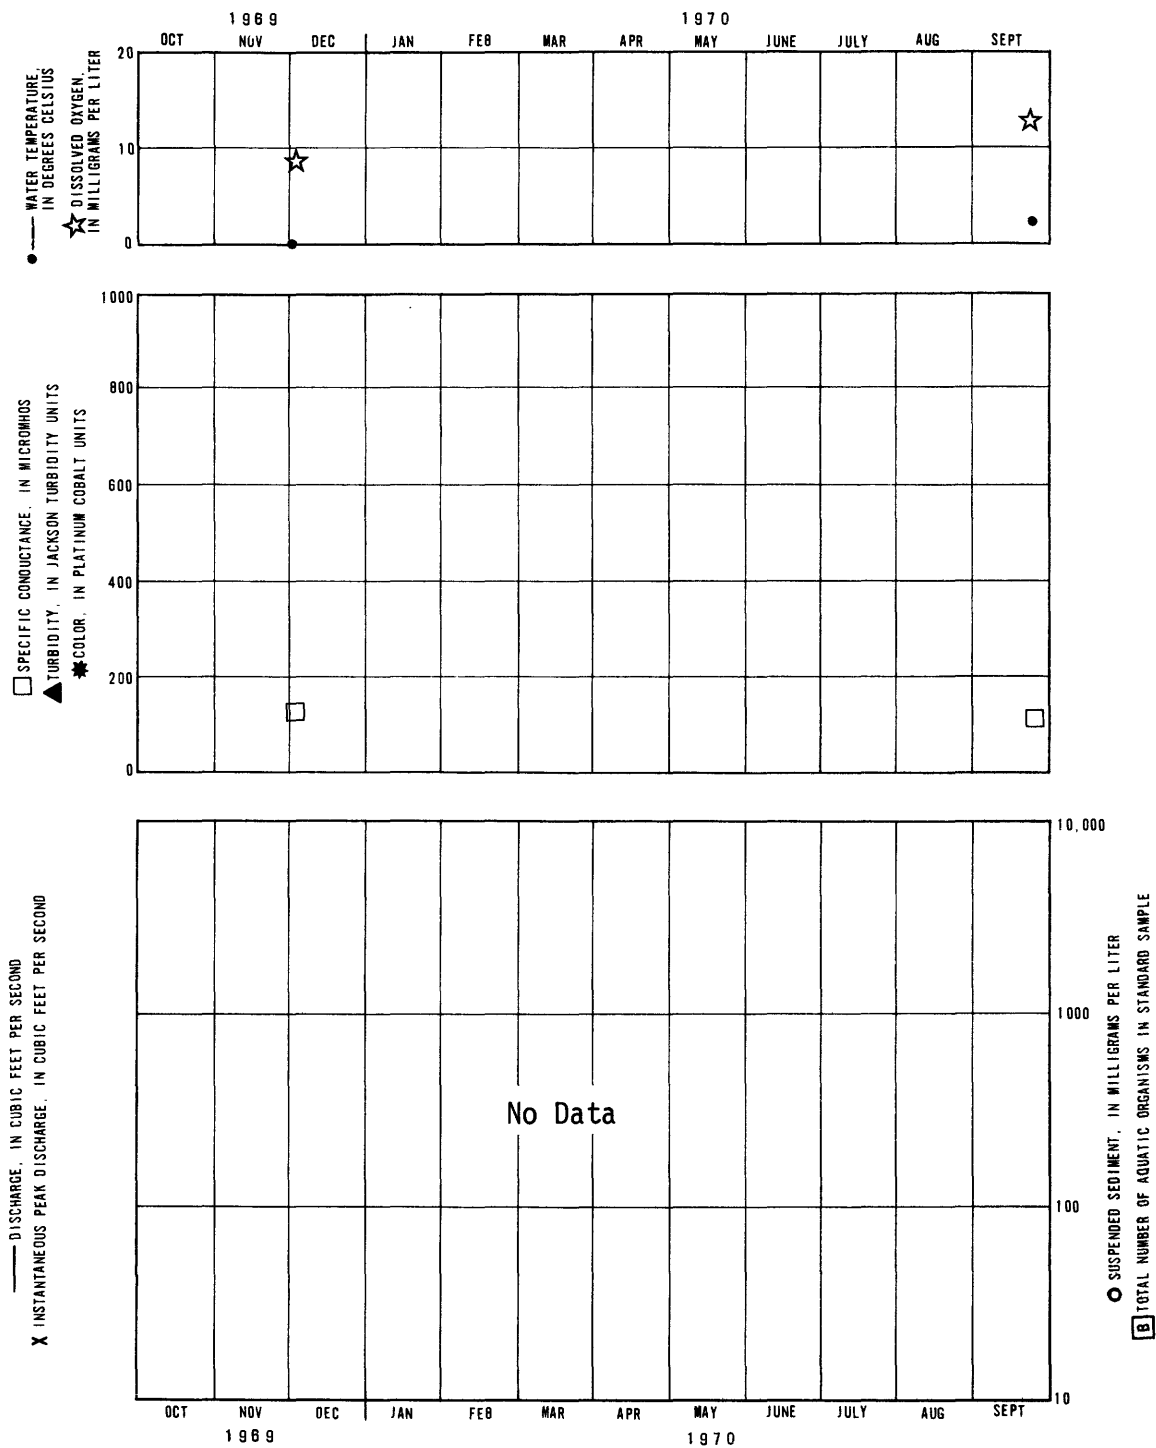 1969 1970
OCT NOV DEC JAN FEB MAR APR MAY JUNE JULY AUG SEPT
WATER TEMPERATURE,
IN DEGREES CELSIUS
DISSOLVED OXYGEN,
IN MILLIGRAMS PER LITER
20
10
0
SPECIFIC CONDUCTANCE, IN MICROMHOS
TURBIDITY, IN JACKSON TURBIDITY UNITS
COLOR, IN PLATINUM COBALT UNITS
1000
800
600
400
200
0
DISCHARGE, IN CUBIC FEET PER SECOND
X INSTANTANEOUS PEAK DISCHARGE, IN CUBIC FEET PER SECOND
No Data
10,000
1000
100
10
SUSPENDED SEDIMENT, IN MILLIGRAMS PER LITER
B TOTAL NUMBER OF AQUATIC ORGANISMS IN STANDARD SAMPLE
OCT NOV DEC JAN FEB MAR APR MAY JUNE JULY AUG SEPT
1969 1970